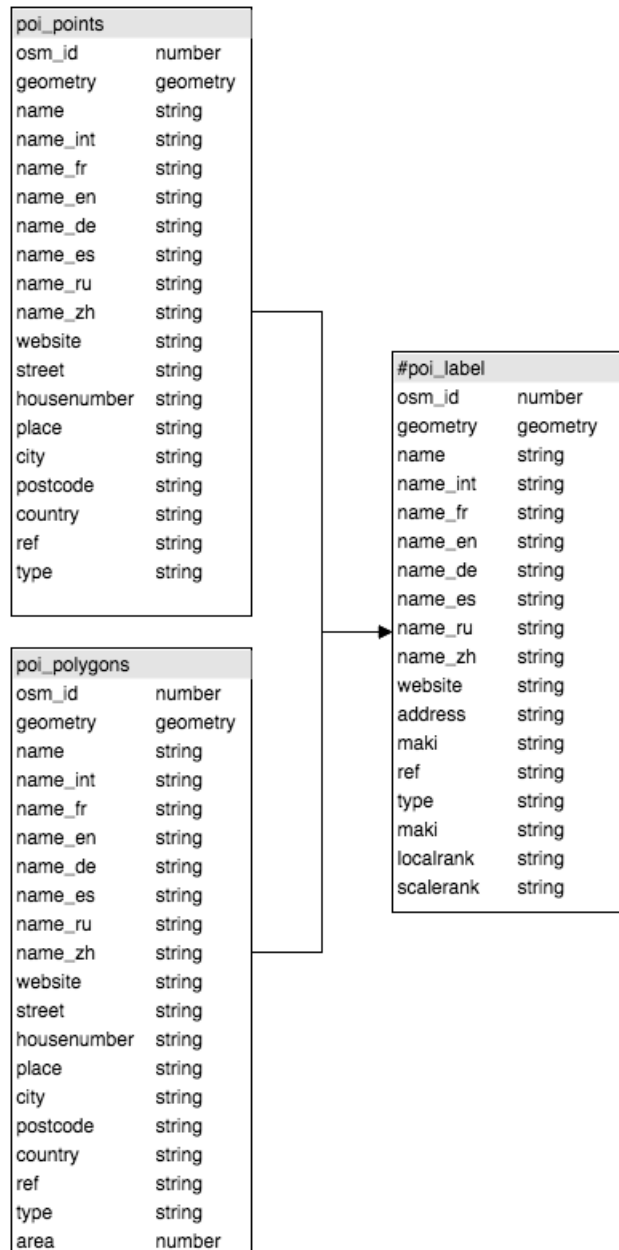 poi_points
osm_id number
geometry geometry
name string
name_int string
name_fr string
name_en string
name_de string
name_es string
name_ru string
name_zh string
website string
street string
housenumber string
place string
city string
postcode string
country string
ref string
type string
poi_polygons
osm_id number
geometry geometry
name string
name_int string
name_fr string
name_en string
name_de string
name_es string
name_ru string
name_zh string
website string
street string
housenumber string
place string
city string
postcode string
country string
ref string
type string
area number
#poi_label
osm_id number
geometry geometry
name string
name_int string
name_fr string
name_en string
name_de string
name_es string
name_ru string
name_zh string
website string
address string
maki string
ref string
type string
maki string
localrank string
scalerank string